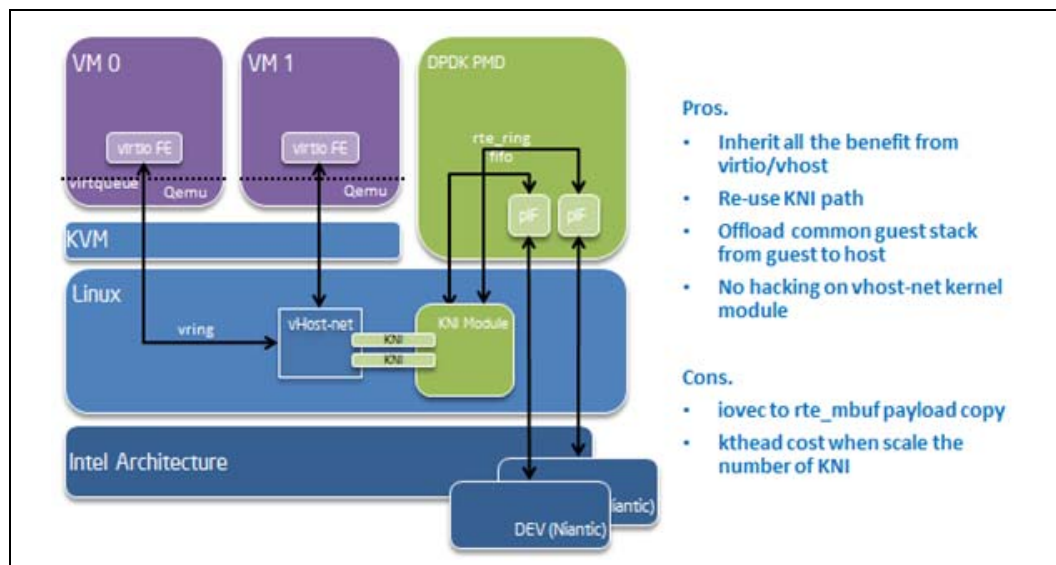 VM 0
VM 1
DPDK PMD
virtio FE
virtio FE
rte_ring
fifo
virtqueue
Qemu
Qemu
pIF
pIF
KVM
Linux
vring
vHost-net
KNI
KNI
KNI Module
Intel Architecture
iantic)
DEV (Niantic)
Pros.
• Inherit all the benefit from
virtio/vhost
• Re-use KNI path
• Offload common guest stack
from guest to host
• No hacking on vhost-net kernel
module
Cons.
• iovec to rte_mbuf payload copy
• kthead cost when scale the
number of KNI